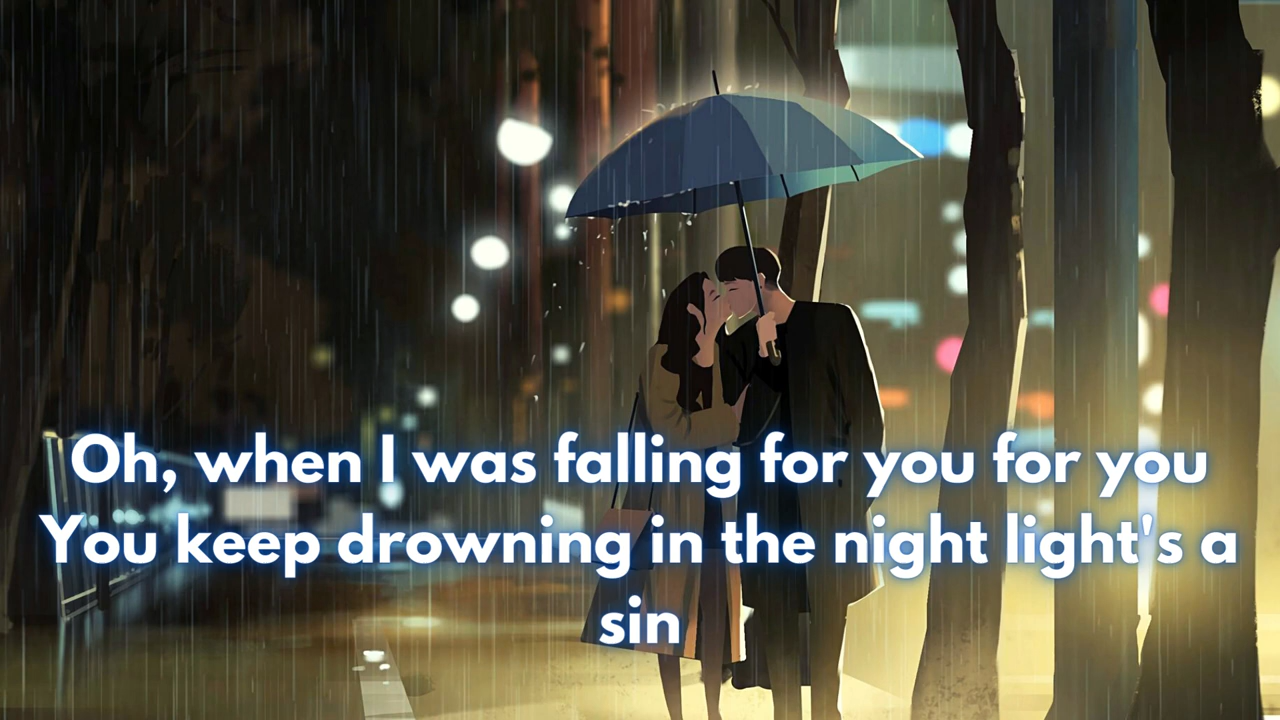 Oh, when I was falling for you for you
You keep drowning in the night light's a
sin